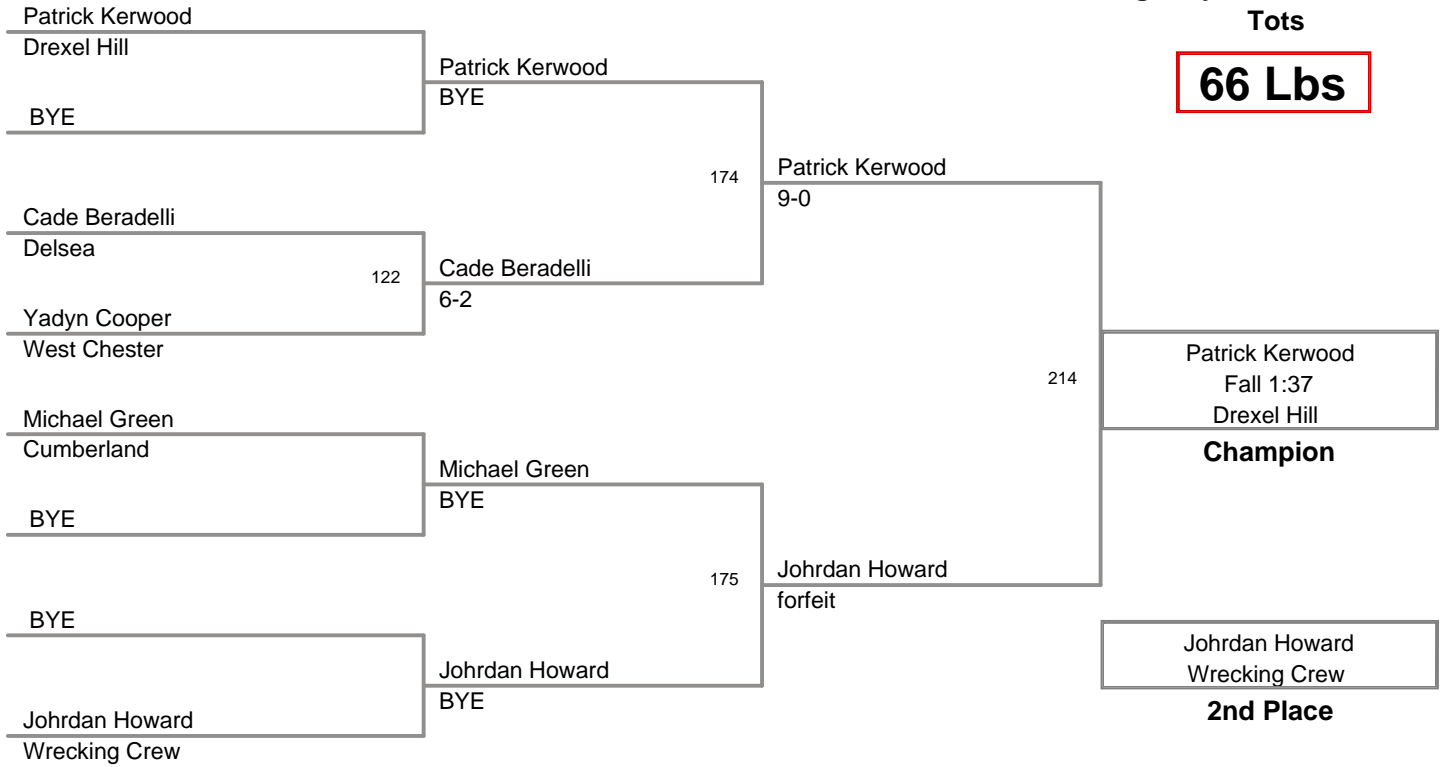 Tots
66 Lbs
Patrick Kerwood
Drexel Hill
BYE
Cade Beradelli
Delsea
Yadyn Cooper
West Chester
Michael Green
Cumberland
BYE
BYE
Johrdan Howard
Wrecking Crew
122
Patrick Kerwood
BYE
Cade Beradelli
6-2
Michael Green
BYE
Johrdan Howard
BYE
174
175
Patrick Kerwood
9-0
Johrdan Howard
forfeit
214
Patrick Kerwood
Fall 1:37
Drexel Hill
Champion
Johrdan Howard
Wrecking Crew
2nd Place